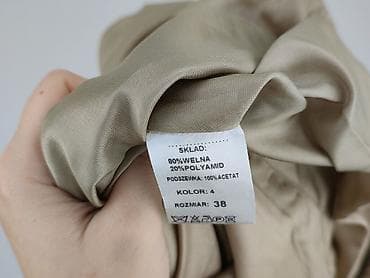 SKŁAD:
80%WEŁNA
20%POLYAMID
PODSZEWKA: 100%ACETAT
KOLOR: 4
ROZMIAR: 38